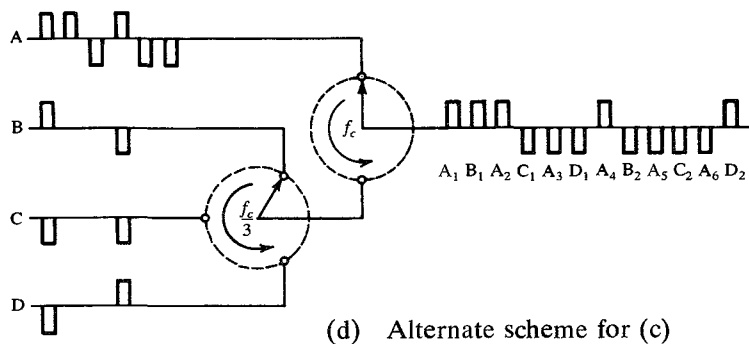 A
B
C
D
f_c
f_c/3
A₁ B₁ A₂ C₁ A₃ D₁ A₄ B₂ A₅ C₂ A₆ D₂
(d) Alternate scheme for (c)